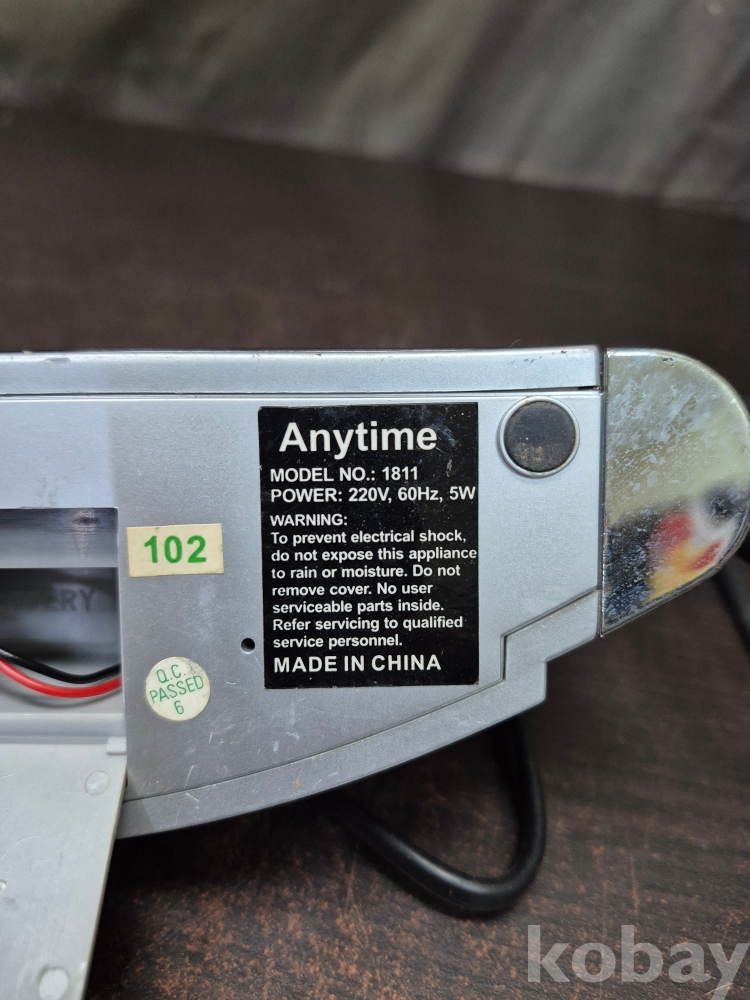 Anytime
MODEL NO.: 1811
POWER: 220V, 60Hz, 5W
WARNING:
To prevent electrical shock,
do not expose this appliance
to rain or moisture. Do not
remove cover. No user
serviceable parts inside.
Refer servicing to qualified
service personnel.
MADE IN CHINA
102
Q.C.
PASSED
6
kobay